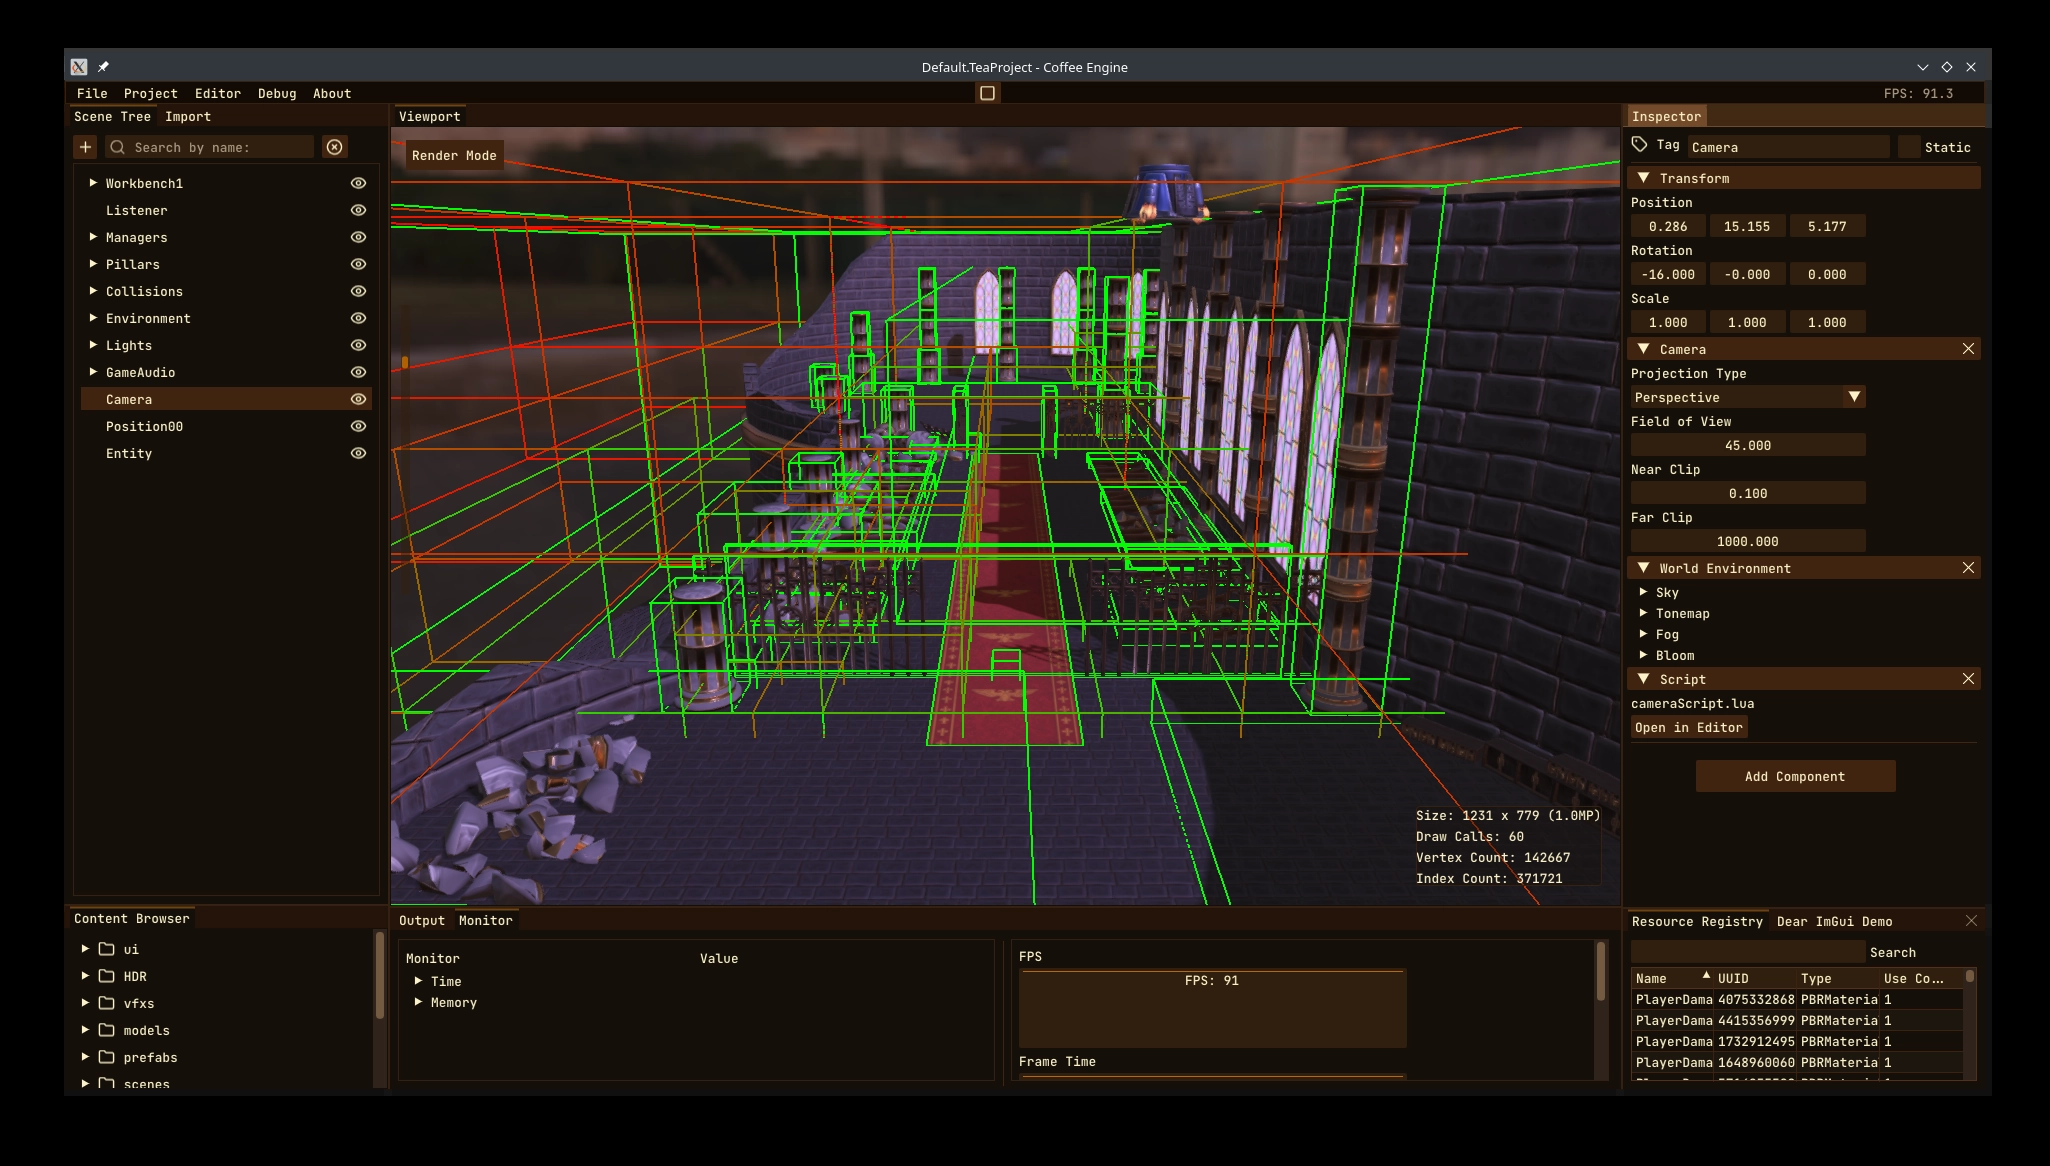 Default.TeaProject - Coffee Engine
File Project Editor Debug About
FPS: 91.3
Scene Tree Import
Search by name:
Workbench1
Listener
Managers
Pillars
Collisions
Environment
Lights
GameAudio
Camera
Position00
Entity
Viewport
Render Mode
Size: 1231 x 779 (1.0MP)
Draw Calls: 60
Vertex Count: 142667
Index Count: 371721
Inspector
Tag Camera Static
Transform
Position
0.286 15.155 5.177
Rotation
-16.000 -0.000 0.000
Scale
1.000 1.000 1.000
Camera
Projection Type
Perspective
Field of View
45.000
Near Clip
0.100
Far Clip
1000.000
World Environment
Sky
Tonemap
Fog
Bloom
Script
cameraScript.lua
Open in Editor
Add Component
Content Browser
ui
HDR
vfxs
models
prefabs
scenes
Output Monitor
Monitor Value
Time
Memory
FPS
FPS: 91
Frame Time
Resource Registry Dear ImGui Demo
Search
Name UUID Type Use Co...
PlayerDama 4075332868 PBRMateria 1
PlayerDama 4415356999 PBRMateria 1
PlayerDama 1732912495 PBRMateria 1
PlayerDama 1648960060 PBRMateria 1